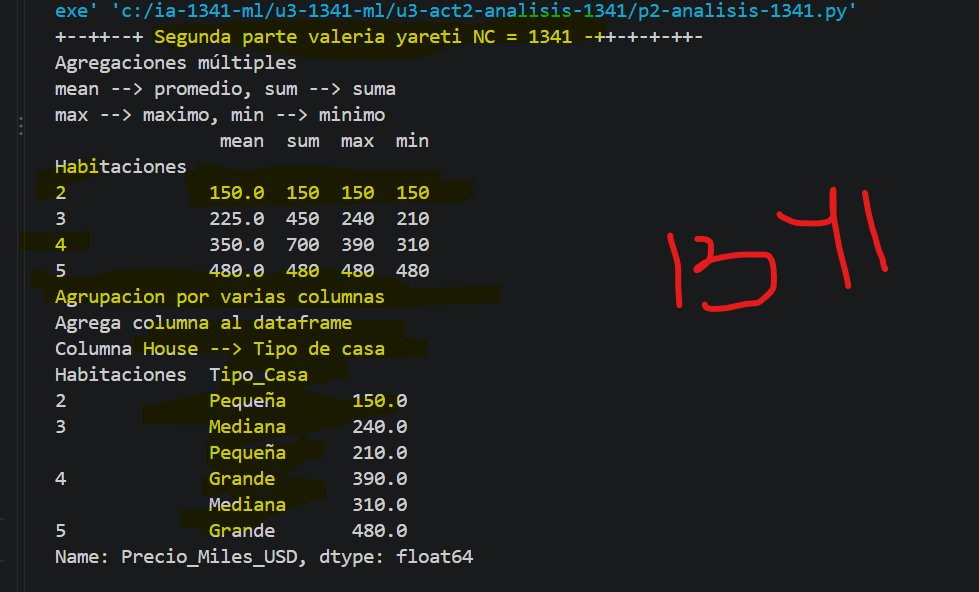 exe' 'c:/ia-1341-ml/u3-1341-ml/u3-act2-analisis-1341/p2-analisis-1341.py'
+--++--+ Segunda parte valeria yareti NC = 1341 -++-+-+-++-
Agregaciones múltiples
mean --> promedio, sum --> suma
max --> maximo, min --> minimo
mean sum max min
Habitaciones
2 150.0 150 150 150
3 225.0 450 240 210
4 350.0 700 390 310
5 480.0 480 480 480
Agrupacion por varias columnas
Agrega columna al dataframe
Columna House --> Tipo de casa
Habitaciones Tipo_Casa
2 Pequeña 150.0
3 Mediana 240.0
Pequeña 210.0
4 Grande 390.0
Mediana 310.0
5 Grande 480.0
Name: Precio_Miles_USD, dtype: float64
1341